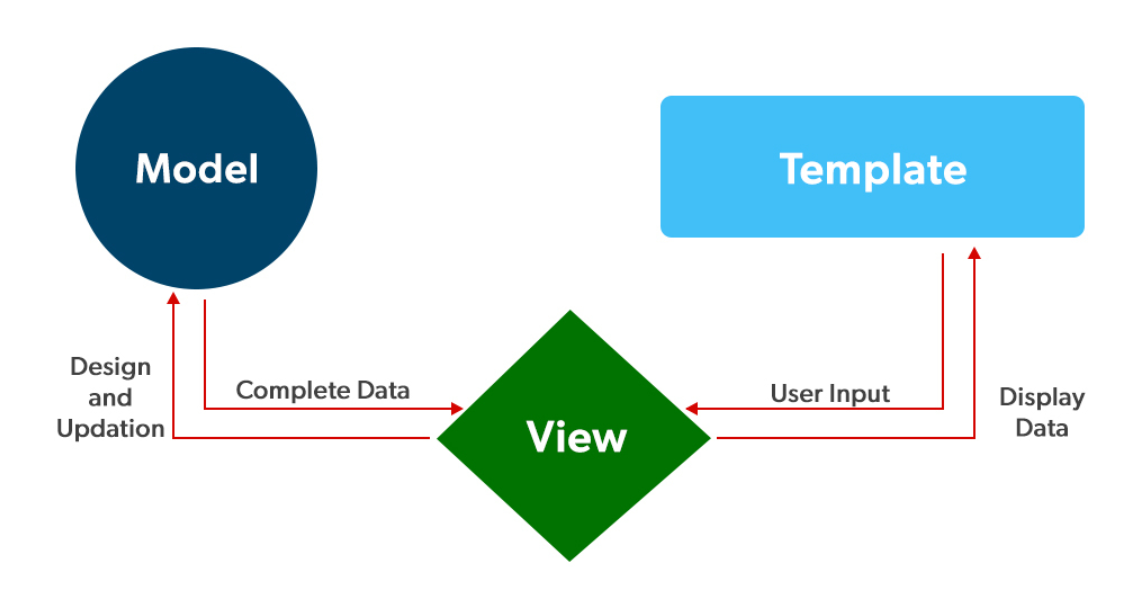 Model
Template
Design
and
Updation
Complete Data
View
User Input
Display
Data